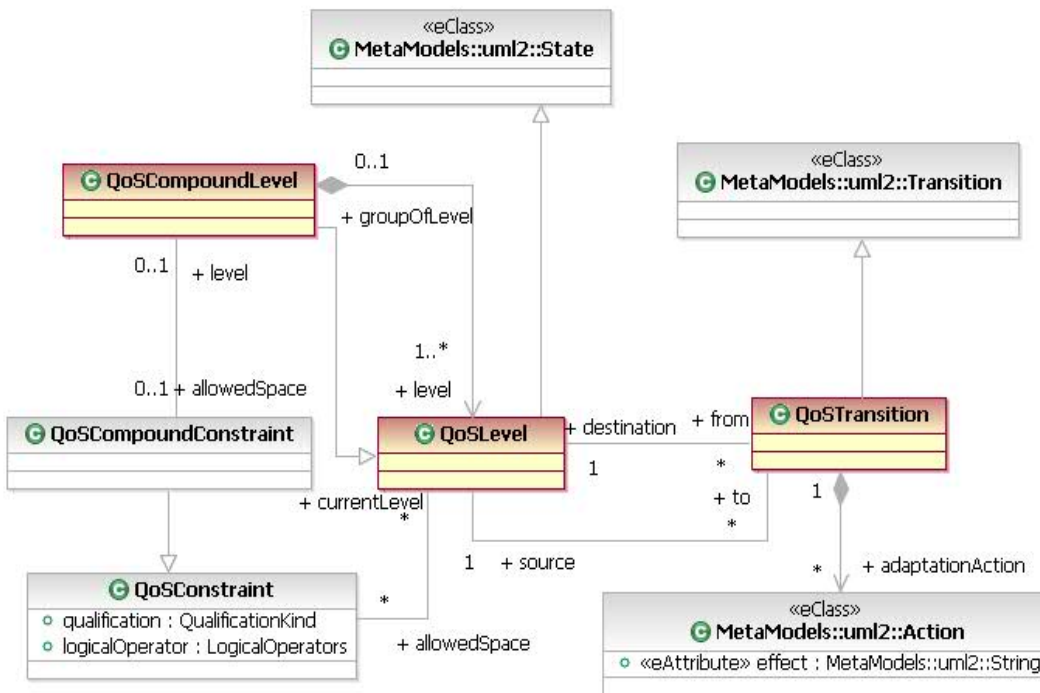 «eClass»
MetaModels::uml2::State
QoSCompoundLevel
0..1
+ groupOfLevel
«eClass»
MetaModels::uml2::Transition
0..1
+ level
1..*
+ level
0..1 + allowedSpace
QoSCompoundConstraint
QoSLevel
+ destination
+ from
1
*
QoSTransition
+ currentLevel
*
+ to
*
1
1
+ source
*
+ adaptationAction
QoSConstraint
qualification : QualificationKind
logicalOperator : LogicalOperators
*
+ allowedSpace
«eClass»
MetaModels::uml2::Action
«eAttribute» effect : MetaModels::uml2::String